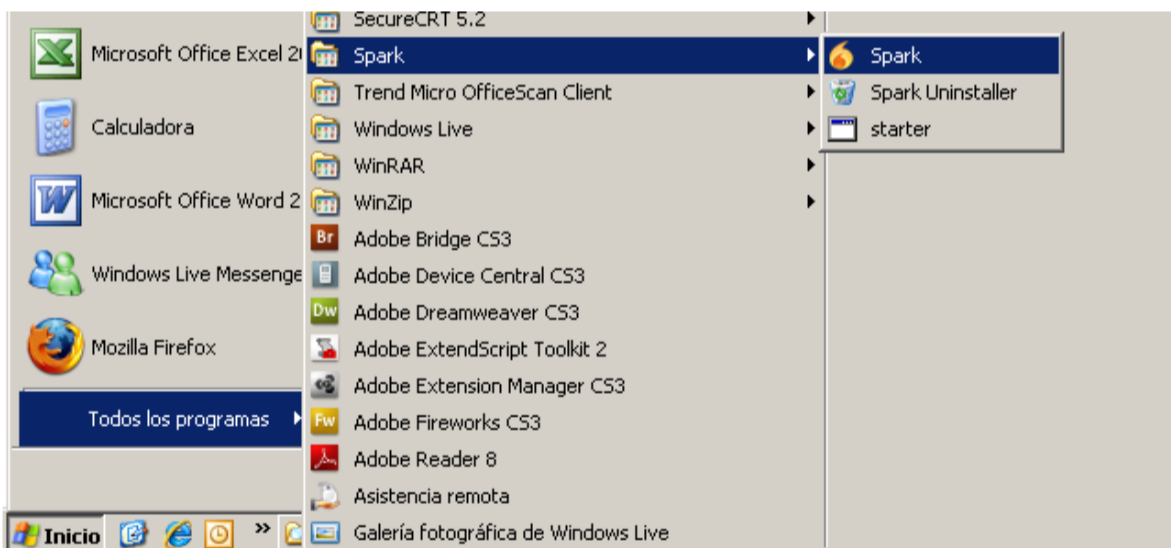 Microsoft Office Excel 2
Calculadora
Microsoft Office Word 2
Windows Live Messenge
Mozilla Firefox
Todos los programas
Inicio
SecureCRT 5.2
Spark
Trend Micro OfficeScan Client
Windows Live
WinRAR
WinZip
Br Adobe Bridge CS3
Adobe Device Central CS3
Dw Adobe Dreamweaver CS3
Adobe ExtendScript Toolkit 2
Adobe Extension Manager CS3
Fw Adobe Fireworks CS3
Adobe Reader 8
Asistencia remota
Galería fotográfica de Windows Live
Spark
Spark Uninstaller
starter